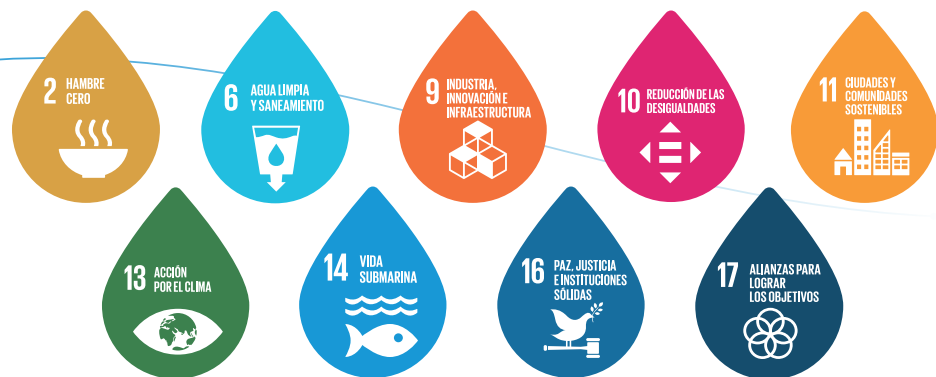 2 HAMBRE
CERO
6 AGUA LIMPIA
Y SANEAMIENTO
9 INDUSTRIA,
INNOVACIÓN E
INFRAESTRUCTURA
10 REDUCCIÓN DE LAS
DESIGUALDADES
11 CIUDADES Y
COMUNIDADES
SOSTENIBLES
13 ACCIÓN
POR EL CLIMA
14 VIDA
SUBMARINA
16 PAZ, JUSTICIA
E INSTITUCIONES
SÓLIDAS
17 ALIANZAS PARA
LOGRAR
LOS OBJETIVOS